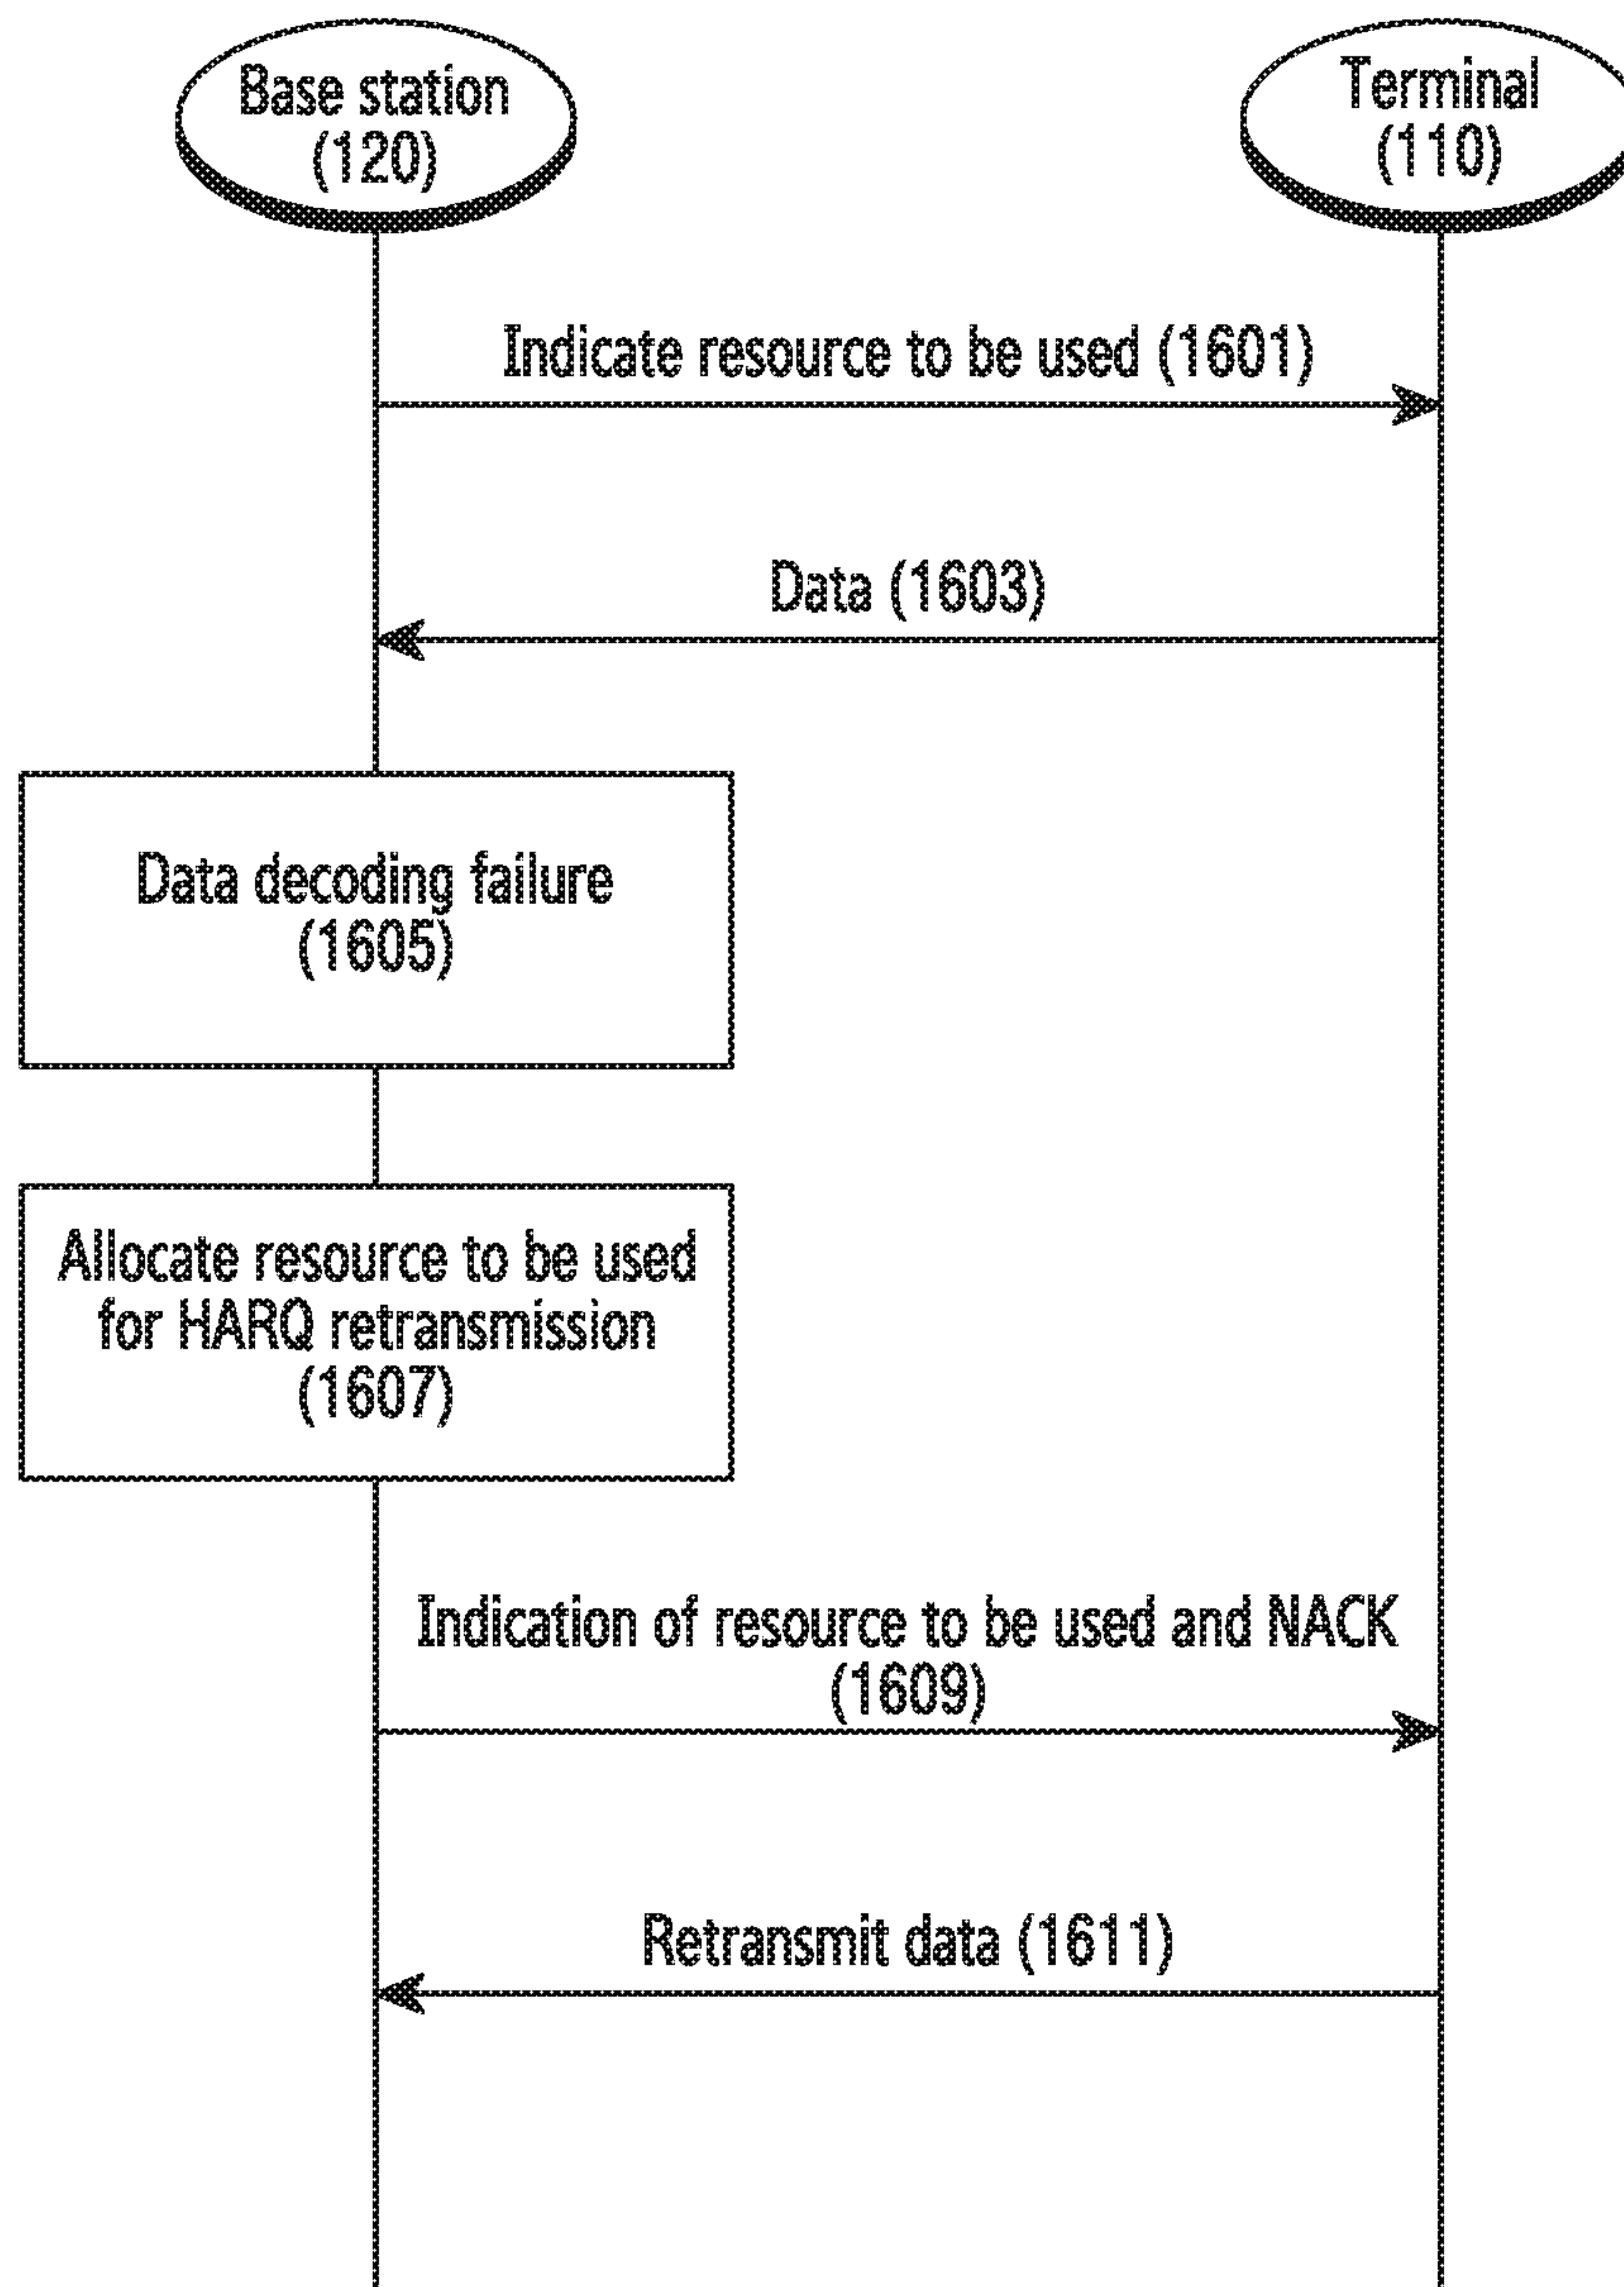 Base station
(120)
Terminal
(110)
Indicate resource to be used (1601)
Data (1603)
Data decoding failure
(1605)
Allocate resource to be used
for HARQ retransmission
(1607)
Indication of resource to be used and NACK
(1609)
Retransmit data (1611)